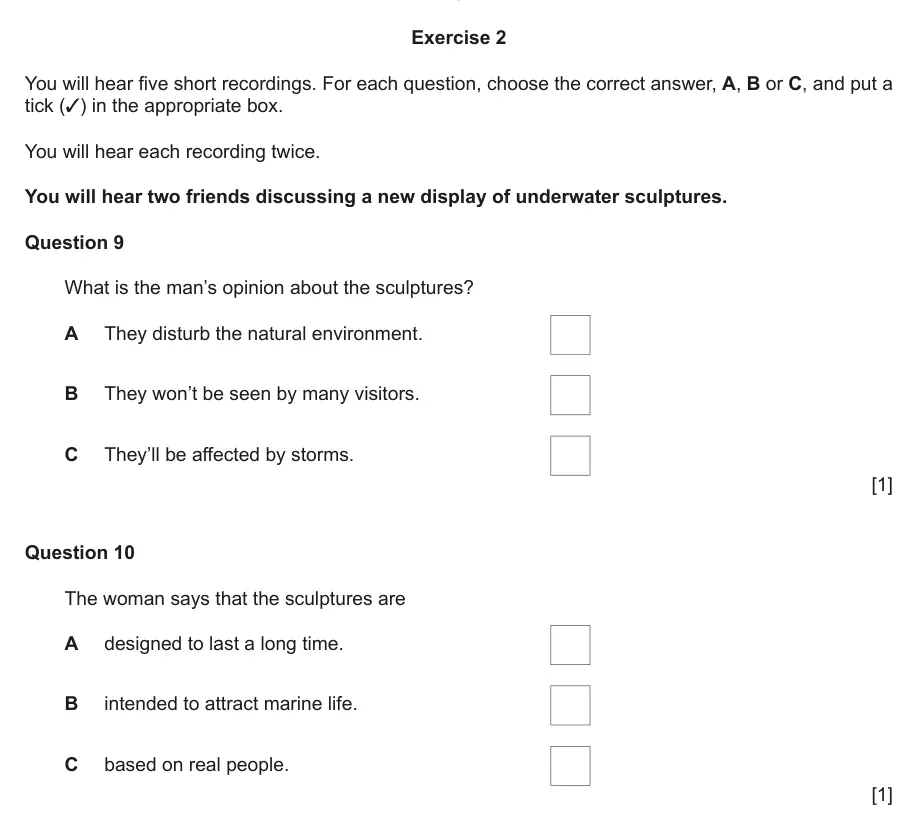 Exercise 2
You will hear five short recordings. For each question, choose the correct answer, A, B or C, and put a
tick (✓) in the appropriate box.
You will hear each recording twice.
You will hear two friends discussing a new display of underwater sculptures.
Question 9
What is the man’s opinion about the sculptures?
A They disturb the natural environment.
B They won’t be seen by many visitors.
C They’ll be affected by storms.
[1]
Question 10
The woman says that the sculptures are
A designed to last a long time.
B intended to attract marine life.
C based on real people.
[1]